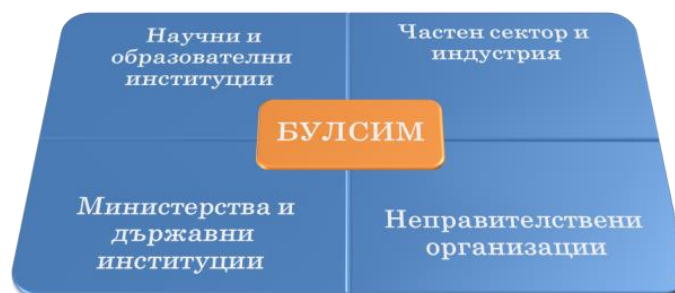 Научни и
образователни
институции
Частен сектор и
индустрия
БУЛСИМ
Министерства и
държавни
институции
Неправителствени
организации